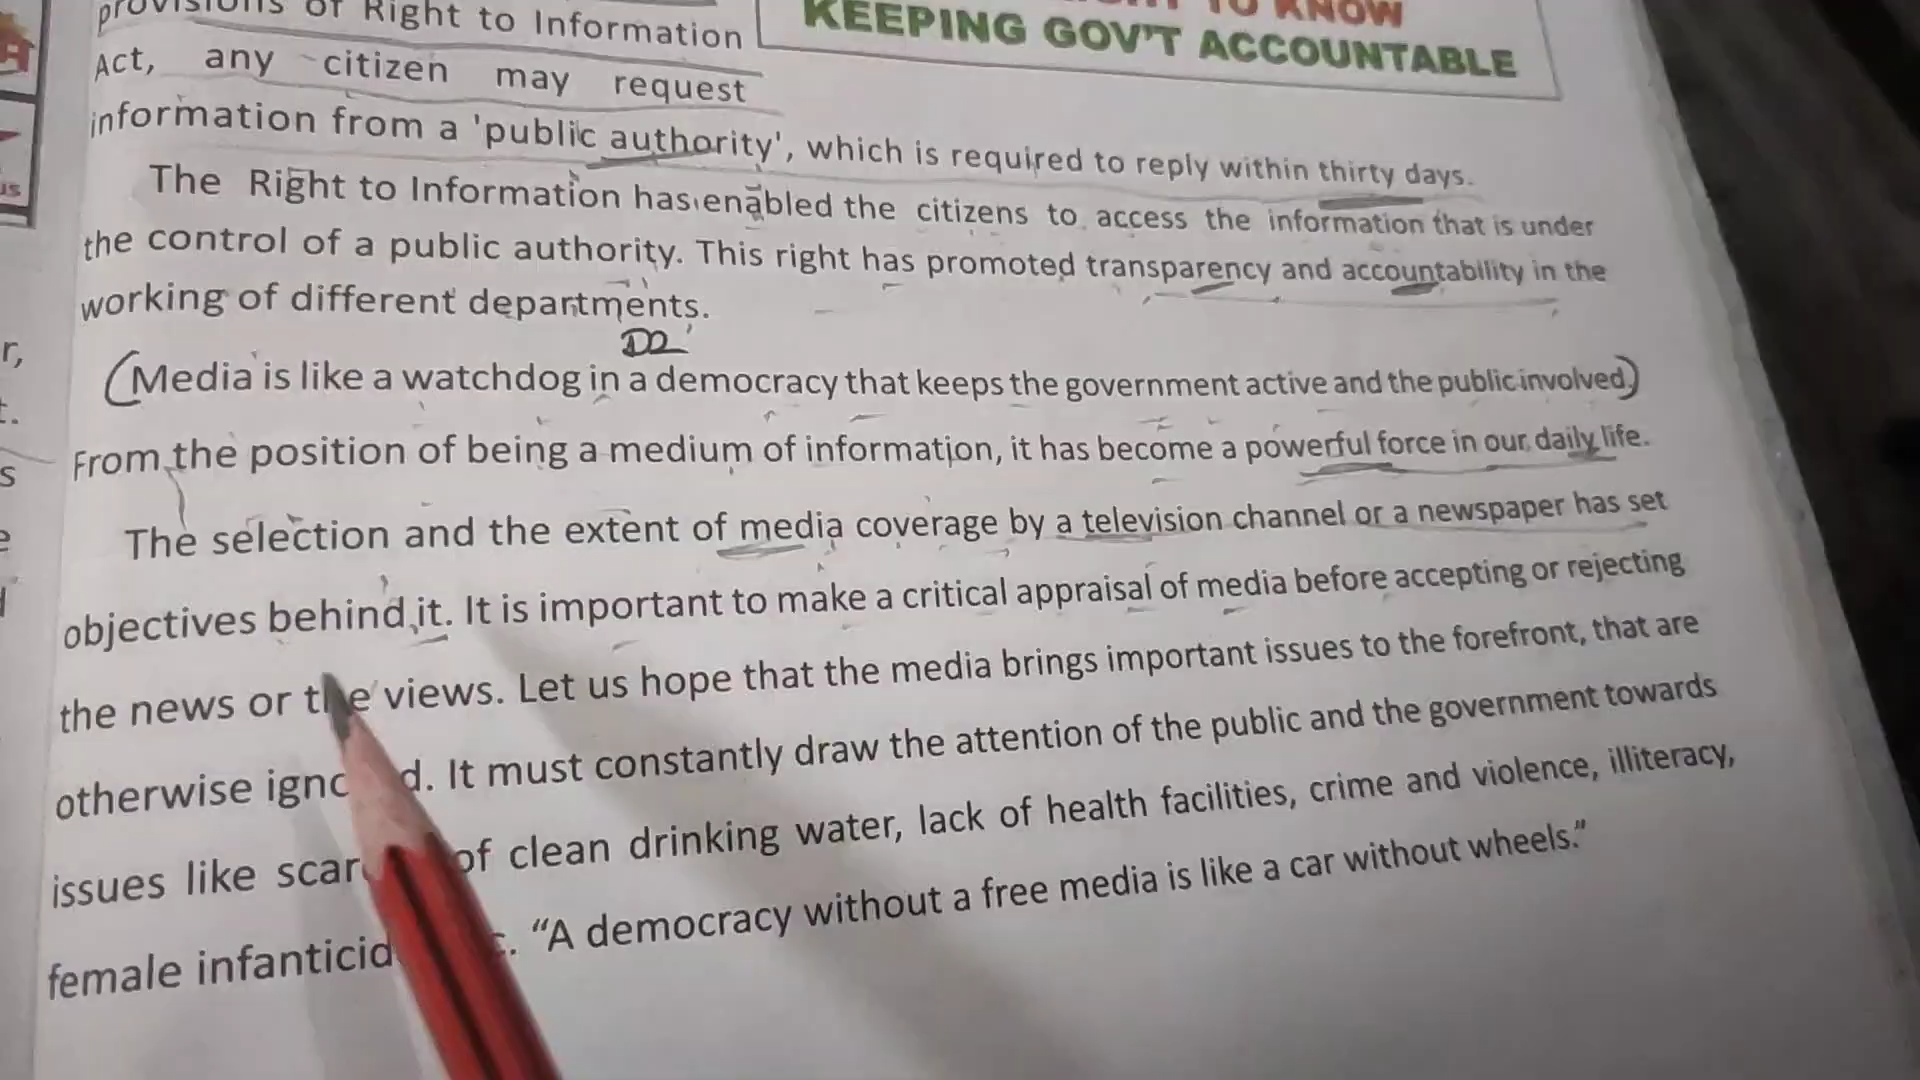 provisions of Right to Information
TO KNOW
KEEPING GOV'T ACCOUNTABLE
Act, any citizen may request
information from a 'public authority', which is required to reply within thirty days.
The Right to Information has enabled the citizens to access the information that is under
the control of a public authority. This right has promoted transparency and accountability in the
working of different departments.
D2
(Media is like a watchdog in a democracy that keeps the government active and the public involved.)
From the position of being a medium of information, it has become a powerful force in our daily life.
The selection and the extent of media coverage by a television channel or a newspaper has set
objectives behind it. It is important to make a critical appraisal of media before accepting or rejecting
the news or the views. Let us hope that the media brings important issues to the forefront, that are
otherwise . It must constantly draw the attention of the public and the government towards
issues like of clean drinking water, lack of health facilities, crime and violence, illiteracy,
female "A democracy without a free media is like a car without wheels."